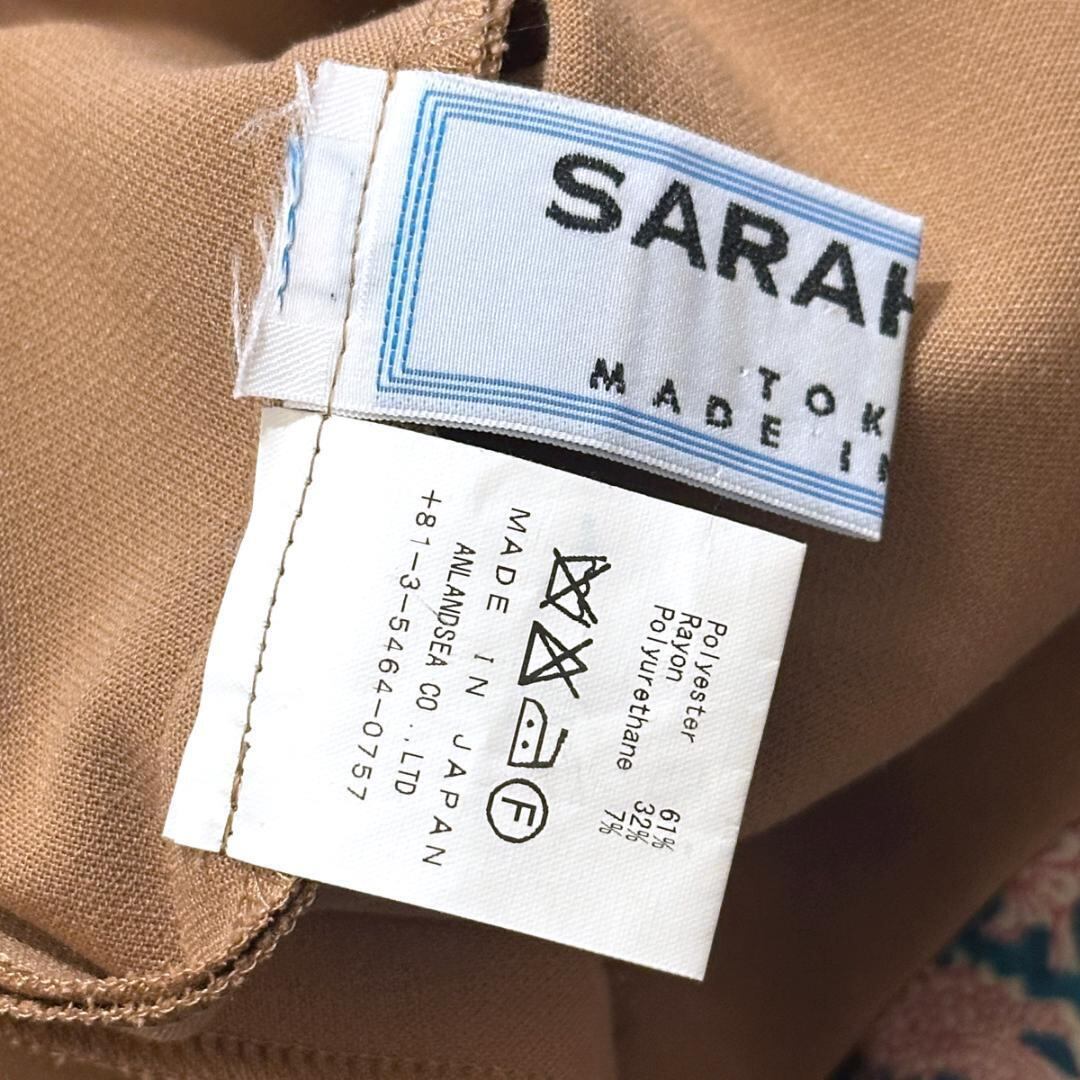 SARAH
TOK
MADE IN
Polyester 61%
Rayon 32%
Polyurethane 7%
F
MADE IN JAPAN
ANLANDSEA CO.,LTD
+81-3-5464-0757